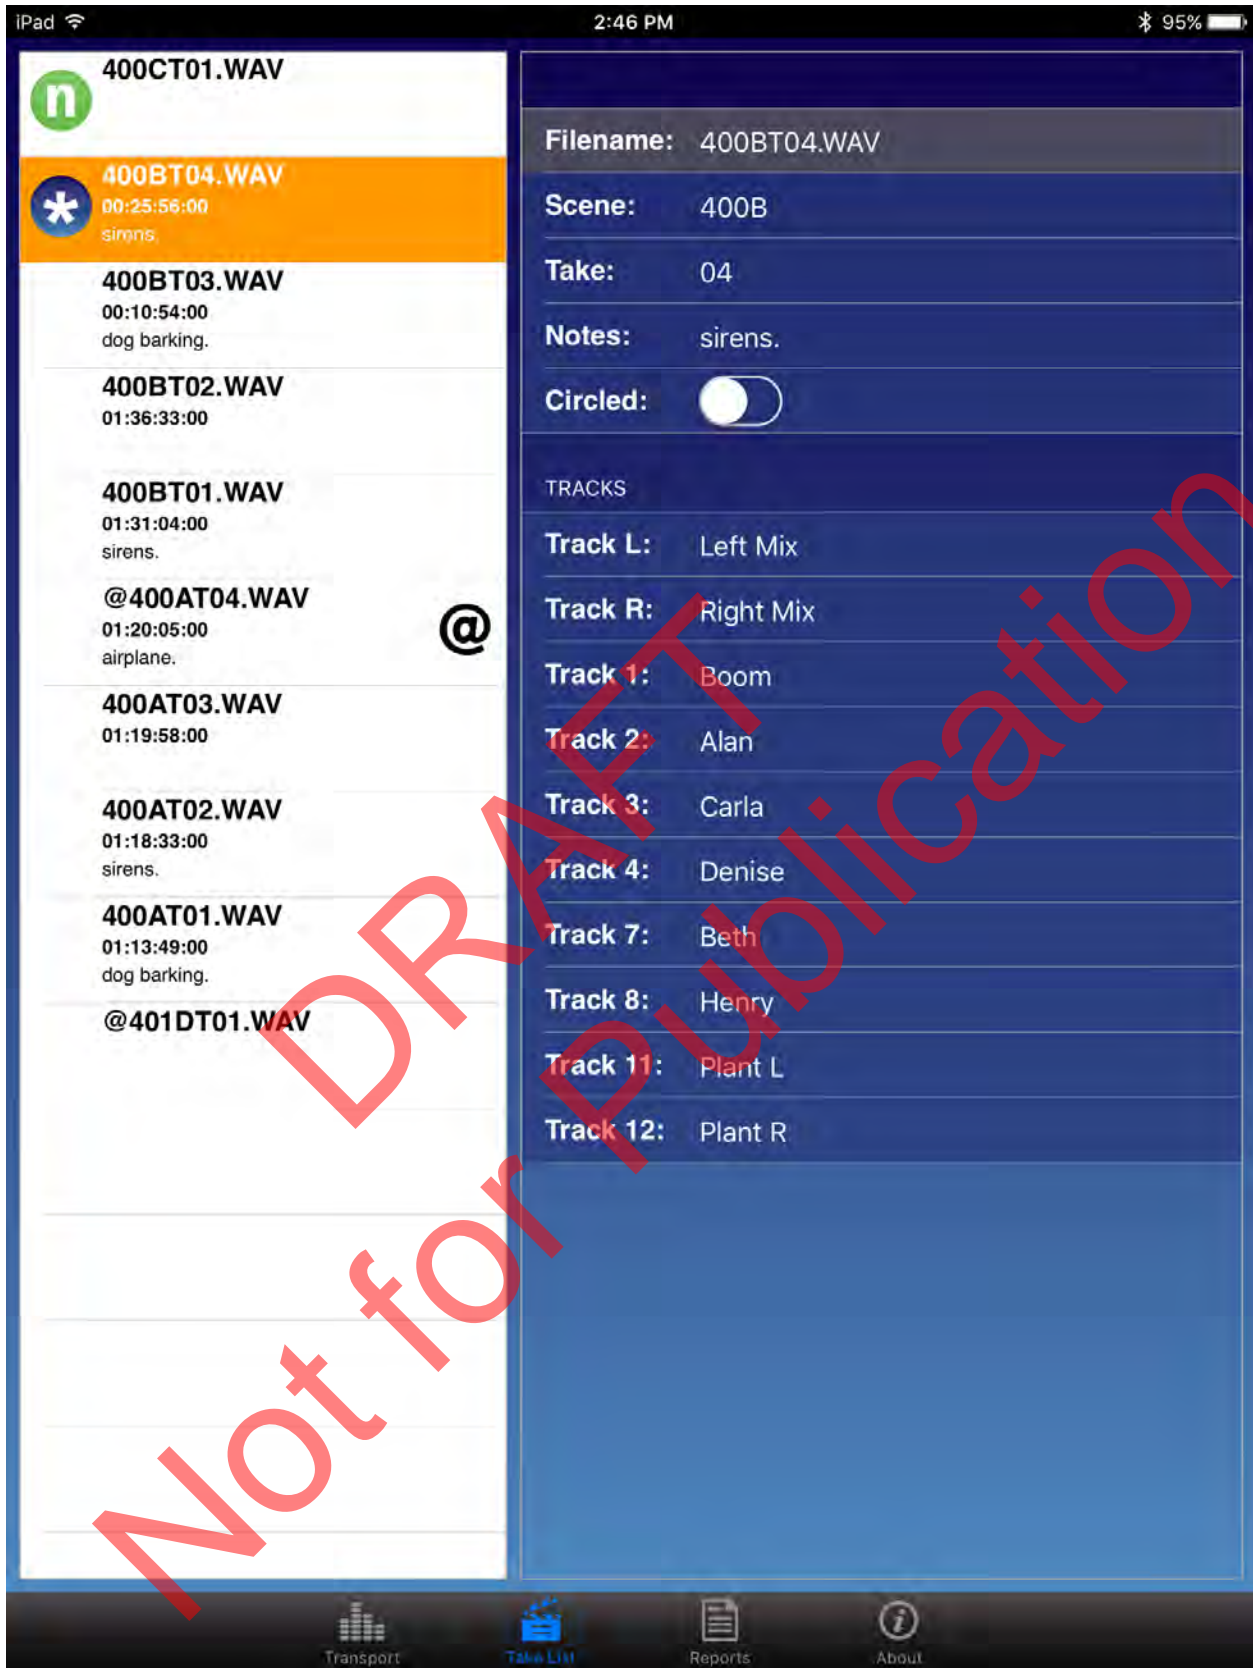 iPad 2:46 PM 95%
n 400CT01.WAV
* 400BT04.WAV
00:25:56:00
sirens.
400BT03.WAV
00:10:54:00
dog barking.
400BT02.WAV
01:36:33:00
400BT01.WAV
01:31:04:00
sirens.
@400AT04.WAV
01:20:05:00 @
airplane.
400AT03.WAV
01:19:58:00
400AT02.WAV
01:18:33:00
sirens.
400AT01.WAV
01:13:49:00
dog barking.
@401DT01.WAV
Filename: 400BT04.WAV
Scene: 400B
Take: 04
Notes: sirens.
Circled:
TRACKS
Track L: Left Mix
Track R: Right Mix
Track 1: Boom
Track 2: Alan
Track 3: Carla
Track 4: Denise
Track 7: Beth
Track 8: Henry
Track 11: Plant L
Track 12: Plant R
Transport Take List Reports About
DRAFT
Not for Publication